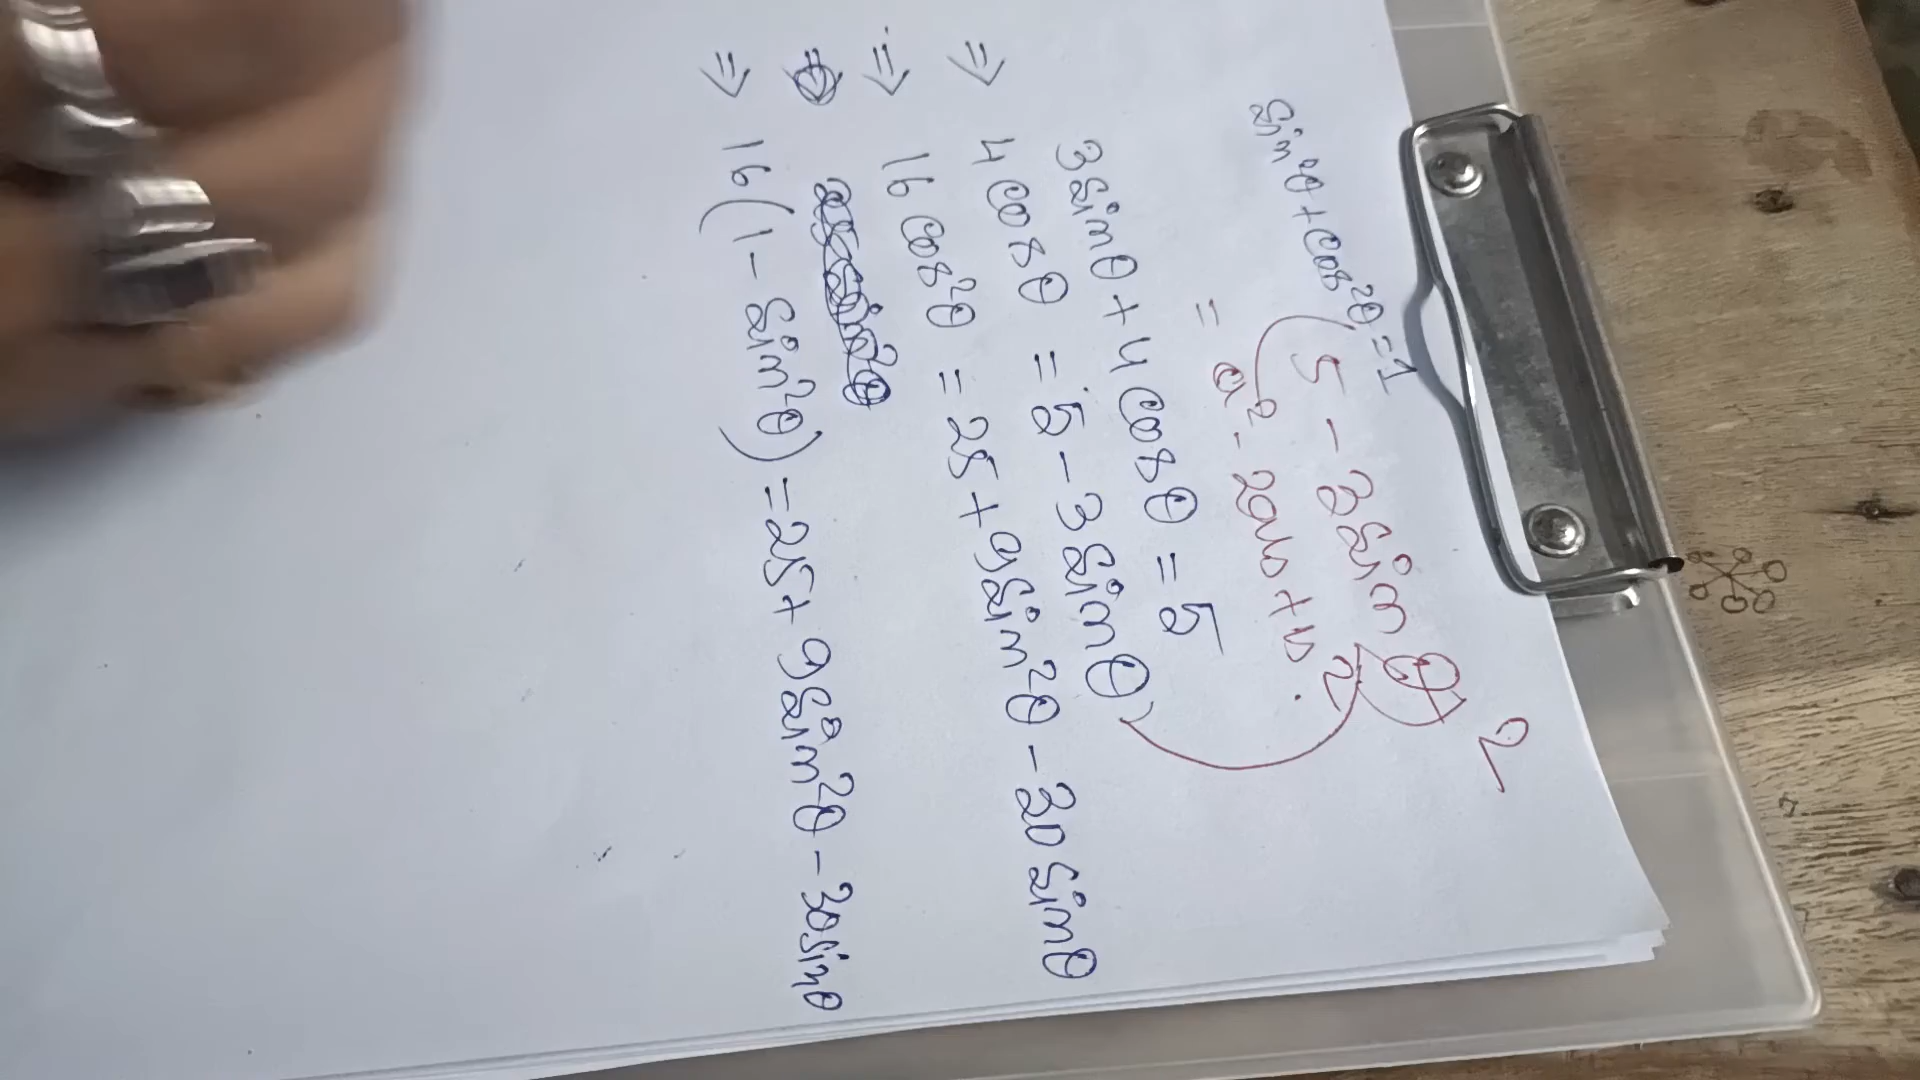 sin²θ + cos²θ = 1
(5 - 3sinθ)²
= a² - 2ab + b²
3sinθ + 4cosθ = 5
⇒ 4cosθ = 5 - 3sinθ
⇒ 16cos²θ = 25 + 9sin²θ - 30sinθ
⇒ 16(1 - sin²θ) = 25 + 9sin²θ - 30sinθ